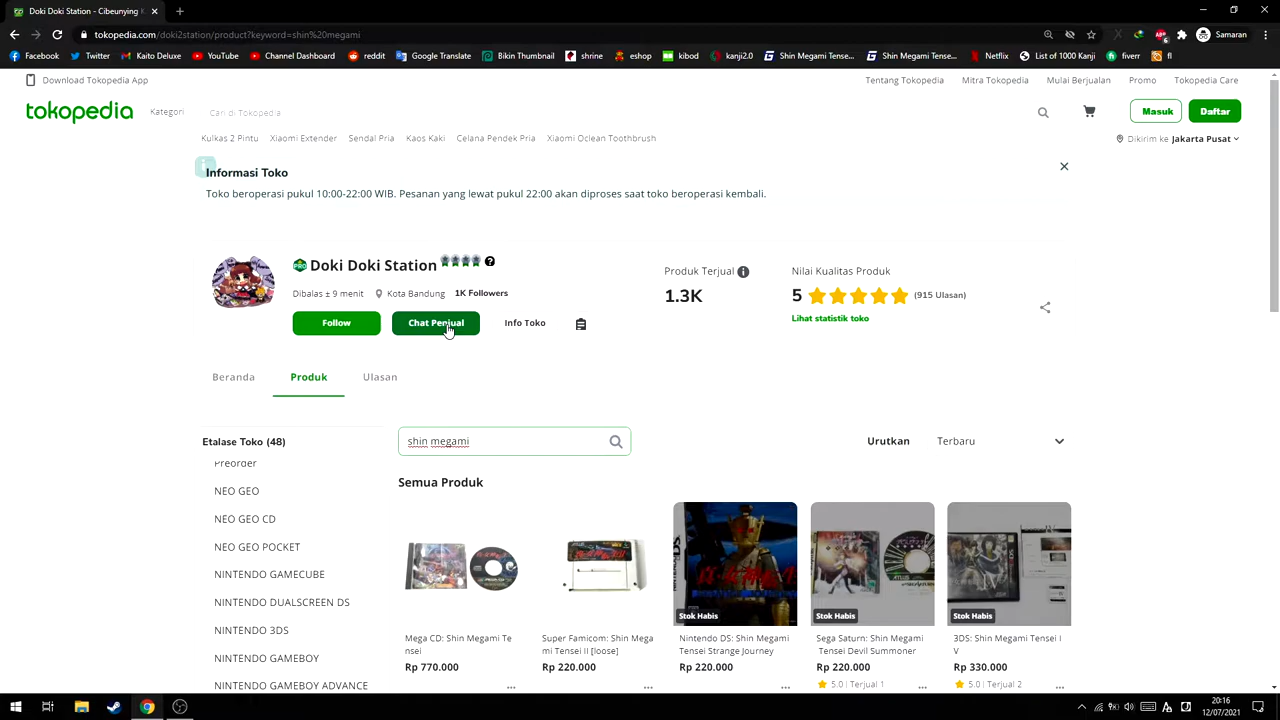 Doki Doki Station - Cibeunying
tokopedia.com/doki2station/product?keyword=shin%20megami
Samaran
Facebook Twitter Kaito Deluxe YouTube Channel Dashboard reddit Google Translate Bikin Thumbnail shrine eshop kibod kanji2.0 Shin Megami Tense... Shin Megami Tense... Netflix List of 1000 Kanji fiverr fl
Download Tokopedia App Tentang Tokopedia Mitra Tokopedia Mulai Berjualan Promo Tokopedia Care
tokopedia Kategori Cari di Tokopedia Masuk Daftar
Kulkas 2 Pintu Xiaomi Extender Sendal Pria Kaos Kaki Celana Pendek Pria Xiaomi Oclean Toothbrush Dikirim ke Jakarta Pusat
Informasi Toko
Toko beroperasi pukul 10:00-22:00 WIB. Pesanan yang lewat pukul 22:00 akan diproses saat toko beroperasi kembali.
PRO Doki Doki Station
Dibalas ± 9 menit Kota Bandung 1K Followers
Follow Chat Penjual Info Toko
Produk Terjual
1.3K
Nilai Kualitas Produk
5 (915 Ulasan)
Lihat statistik toko
Beranda Produk Ulasan
Etalase Toko (48)
Preorder
NEO GEO
NEO GEO CD
NEO GEO POCKET
NINTENDO GAMECUBE
NINTENDO DUALSCREEN DS
NINTENDO 3DS
NINTENDO GAMEBOY
NINTENDO GAMEBOY ADVANCE
shin megami
Urutkan Terbaru
Semua Produk
Mega CD: Shin Megami Te
nsei
Rp 770.000
Super Famicom: Shin Mega
mi Tensei II [loose]
Rp 220.000
Stok Habis
Nintendo DS: Shin Megami
Tensei Strange Journey
Rp 220.000
Stok Habis
Sega Saturn: Shin Megami
Tensei Devil Summoner
Rp 220.000
5.0 | Terjual 1
Stok Habis
3DS: Shin Megami Tensei I
V
Rp 330.000
5.0 | Terjual 2
20:16
12/07/2021